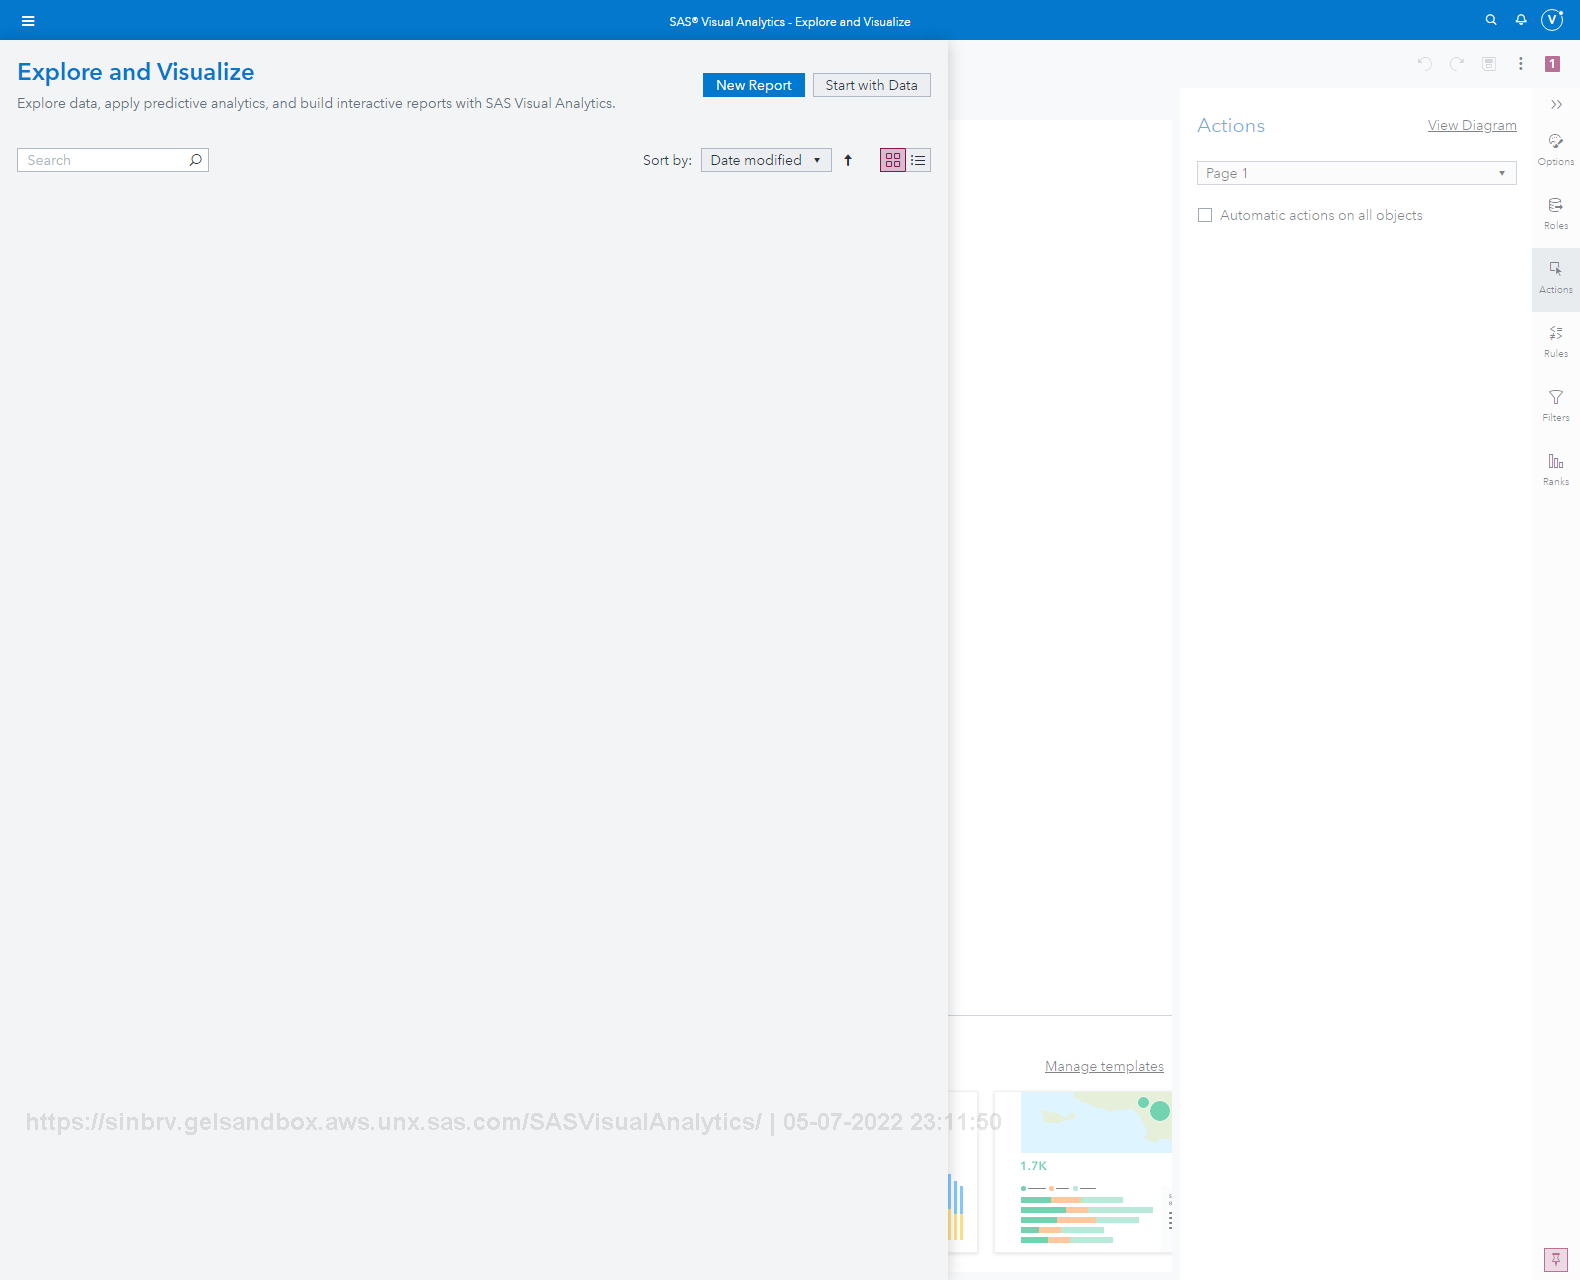 SAS® Visual Analytics - Explore and Visualize
V
Explore and Visualize
Explore data, apply predictive analytics, and build interactive reports with SAS Visual Analytics.
New Report
Start with Data
1
Search
Sort by:
Date modified
Actions
View Diagram
Page 1
Automatic actions on all objects
Options
Roles
Actions
Rules
Filters
Ranks
Manage templates
https://sinbrv.gelsandbox.aws.unx.sas.com/SASVisualAnalytics/ | 05-07-2022 23:11:50
1.7K